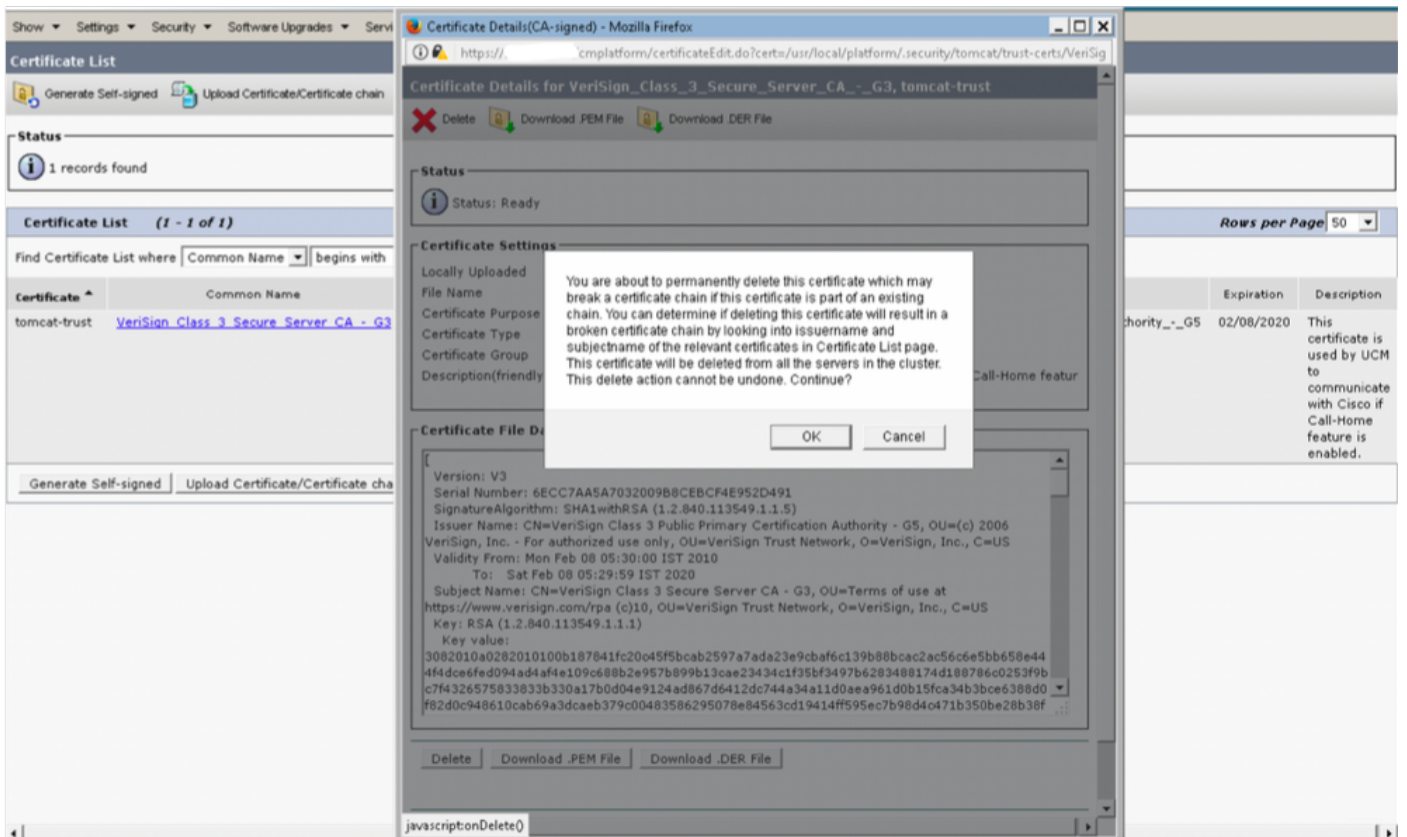 Show Settings Security Software Upgrades Servi
Certificate List
Generate Self-signed Upload Certificate/Certificate chain
Status
1 records found
Certificate List (1 - 1 of 1)
Rows per Page 50
Find Certificate List where Common Name begins with
Certificate Common Name
Expiration Description
tomcat-trust VeriSign Class 3 Secure Server CA - G3
thority_-_G5 02/08/2020 This
certificate is
used by UCM
to
communicate
with Cisco if
Call-Home
feature is
enabled.
Generate Self-signed Upload Certificate/Certificate cha
Certificate Details(CA-signed) - Mozilla Firefox
https:// cmplatform/certificateEdit.do?cert=/usr/local/platform/.security/tomcat/trust-certs/VeriSig
Certificate Details for VeriSign_Class_3_Secure_Server_CA_-_G3, tomcat-trust
Delete Download .PEM File Download .DER File
Status
Status: Ready
Certificate Settings
Locally Uploaded
File Name
Certificate Purpose
Certificate Type
Certificate Group
Description(friendly
Call-Home featur
You are about to permanently delete this certificate which may
break a certificate chain if this certificate is part of an existing
chain. You can determine if deleting this certificate will result in a
broken certificate chain by looking into issuername and
subjectname of the relevant certificates in Certificate List page.
This certificate will be deleted from all the servers in the cluster.
This delete action cannot be undone. Continue?
OK Cancel
Certificate File Da
[
Version: V3
Serial Number: 6ECC7AA5A7032009B8CEBCF4E952D491
SignatureAlgorithm: SHA1withRSA (1.2.840.113549.1.1.5)
Issuer Name: CN=VeriSign Class 3 Public Primary Certification Authority - G5, OU=(c) 2006
VeriSign, Inc. - For authorized use only, OU=VeriSign Trust Network, O=VeriSign, Inc., C=US
Validity From: Mon Feb 08 05:30:00 IST 2010
To: Sat Feb 08 05:29:59 IST 2020
Subject Name: CN=VeriSign Class 3 Secure Server CA - G3, OU=Terms of use at
https://www.verisign.com/rpa (c)10, OU=VeriSign Trust Network, O=VeriSign, Inc., C=US
Key: RSA (1.2.840.113549.1.1.1)
Key value:
3082010a0282010100b187841fc20c45f5bcab2597a7ada23e9cbaf6c139b88bcac2ac56c6e5bb658e44
4f4dce6fed094ad4af4e109c688b2e957b899b13cae23434c1f35bf3497b6283488174d188786c0253f9b
c7f4326575833833b330a17b0d04e9124ad867d6412dc744a34a11d0aea961d0b15fca34b3bce6388d0
f82d0c948610cab69a3dcaeb379c00483586295078e84563cd19414ff595ec7b98d4c471b350be28b38f
Delete Download .PEM File Download .DER File
javascript:onDelete()